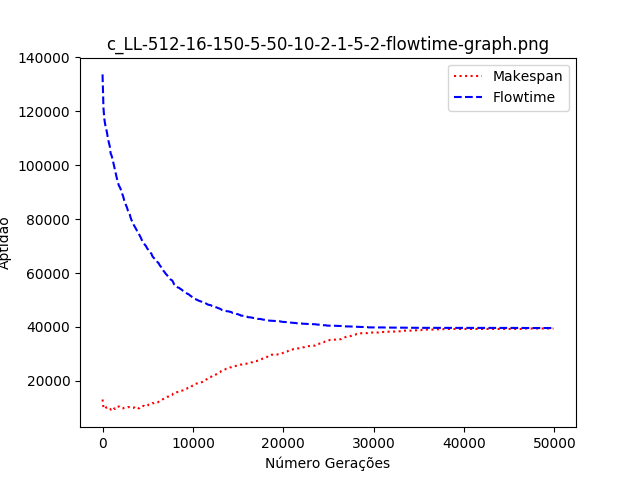 c_LL-512-16-150-5-50-10-2-1-5-2-flowtime-graph.png
Makespan
Flowtime
140000
120000
100000
80000
60000
40000
20000
Aptidão
0 10000 20000 30000 40000 50000
Número Gerações